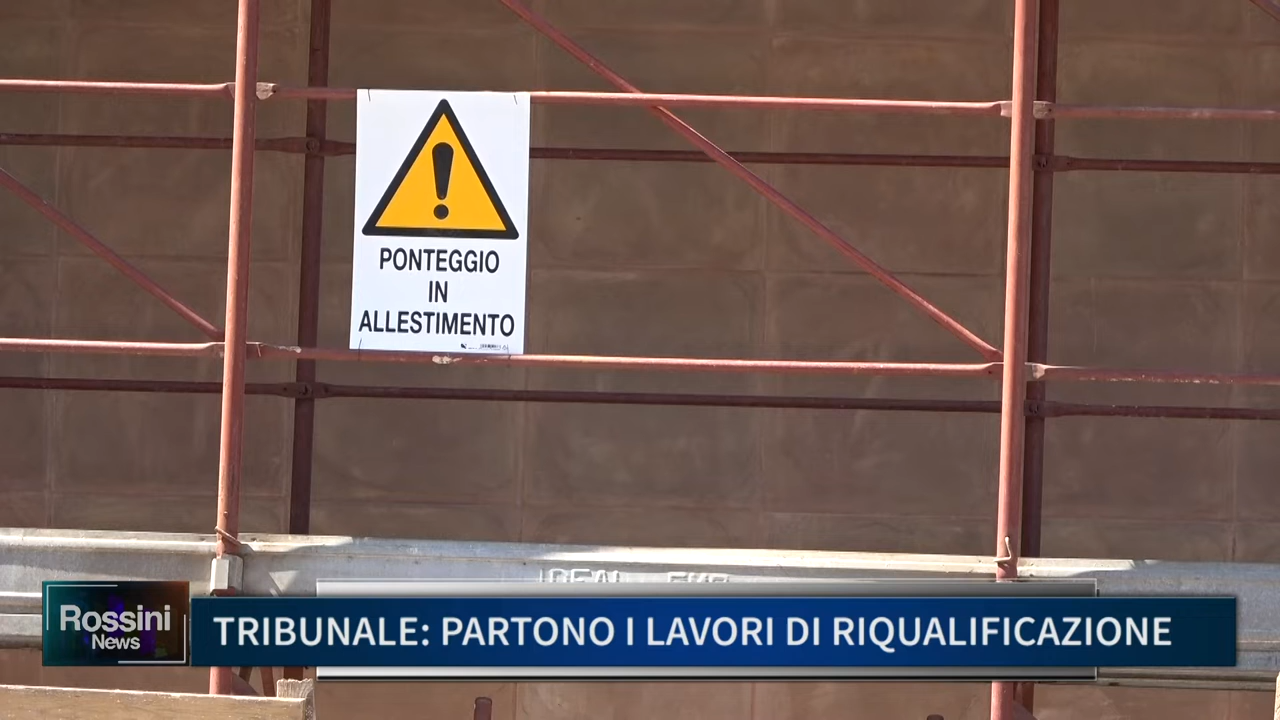 PONTEGGIO
IN
ALLESTIMENTO
Rossini
News
TRIBUNALE: PARTONO I LAVORI DI RIQUALIFICAZIONE